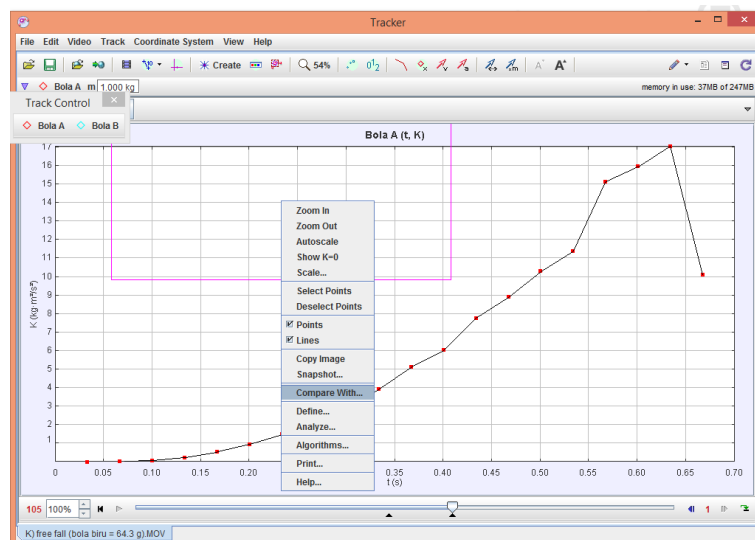 Tracker
File Edit Video Track Coordinate System View Help
Create 54% 0 1 2 v a m A A
Bola A m 1.000 kg memory in use: 37MB of 247MB
Track Control
Bola A Bola B
Bola A (t, K)
17
16
15
14
13
12
11
10
9
8
7
6
5
4
3
2
1
K (kg·m²/s²)
0 0.05 0.10 0.15 0.20 0.35 0.40 0.45 0.50 0.55 0.60 0.65 0.70
t (s)
Zoom In
Zoom Out
Autoscale
Show K=0
Scale...
Select Points
Deselect Points
Points
Lines
Copy Image
Snapshot...
Compare With...
Define...
Analyze...
Algorithms...
Print...
Help...
105 100% 1
K) free fall (bola biru = 64.3 g).MOV